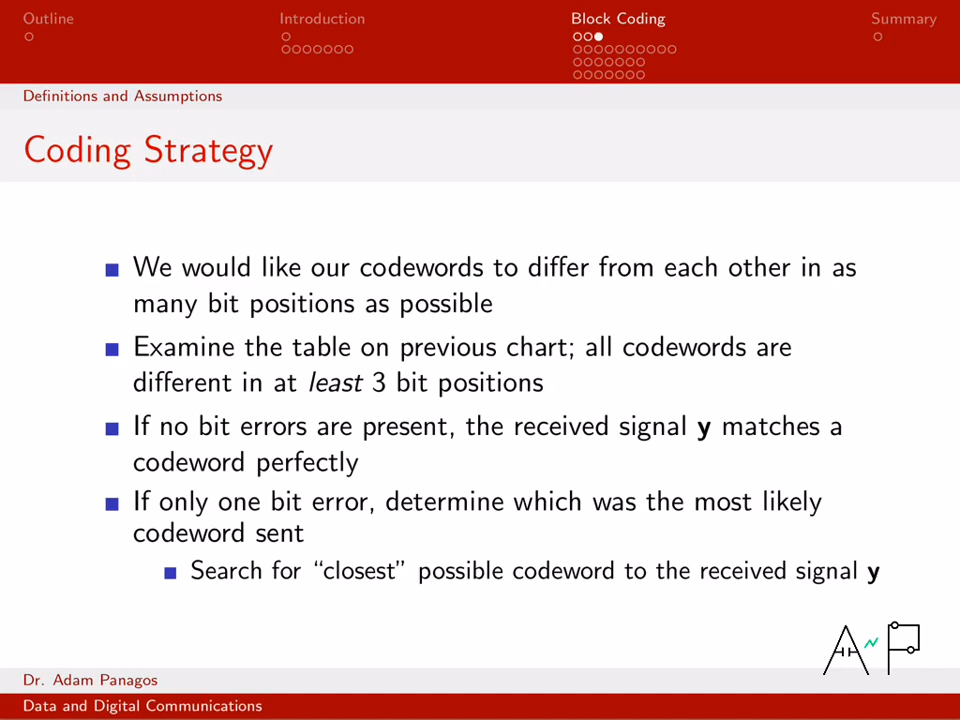 Outline
Introduction
Block Coding
Summary
Definitions and Assumptions
Coding Strategy
We would like our codewords to differ from each other in as
many bit positions as possible
Examine the table on previous chart; all codewords are
different in at least 3 bit positions
If no bit errors are present, the received signal y matches a
codeword perfectly
If only one bit error, determine which was the most likely
codeword sent
Search for “closest” possible codeword to the received signal y
AP
Dr. Adam Panagos
Data and Digital Communications